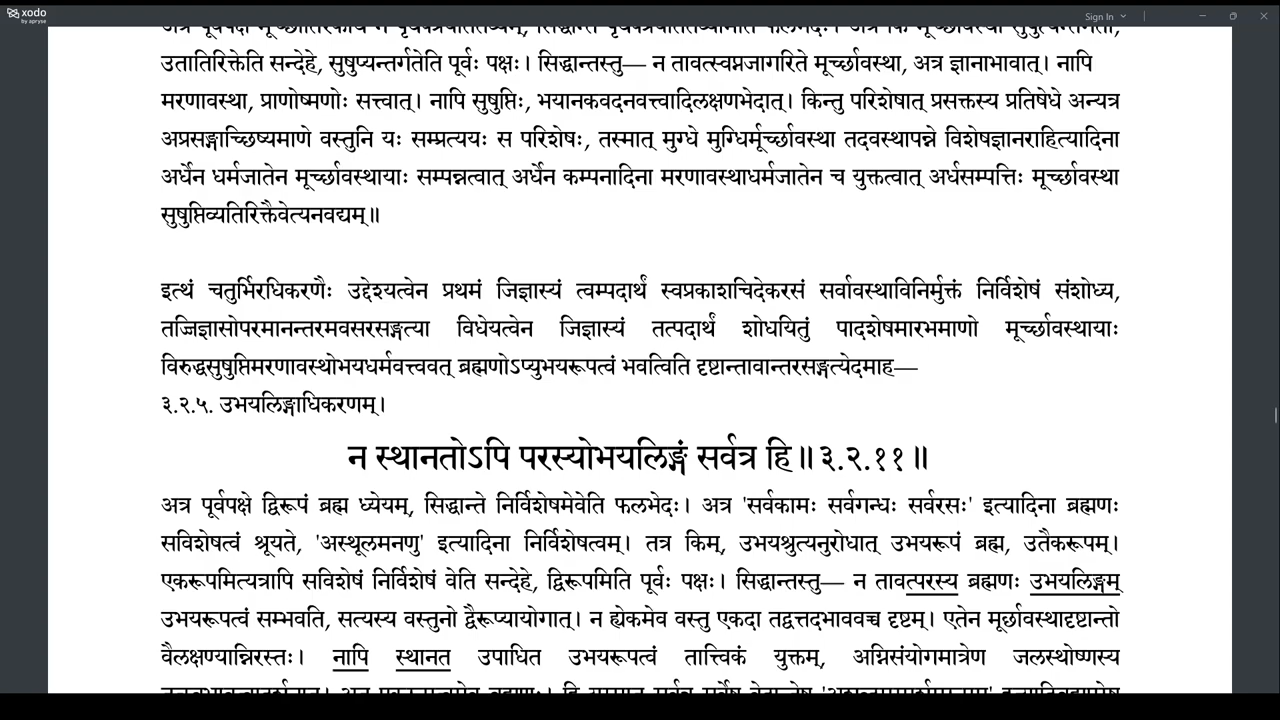 xodo
by apryse
Sign In
उतातिरिक्तेति सन्देहे, सुषुप्यन्तर्गतेति पूर्वः पक्षः। सिद्धान्तस्तु— न तावत्स्वप्नजागरिते मूर्च्छावस्था, अत्र ज्ञानाभावात्। नापि
मरणावस्था, प्राणोष्मणोः सत्त्वात्। नापि सुषुप्तिः, भयानकवदनवत्त्वादिलक्षणभेदात्। किन्तु परिशेषात् प्रसक्तस्य प्रतिषेधे अन्यत्र
अप्रसङ्गाच्छिष्यमाणे वस्तुनि यः सम्प्रत्ययः स परिशेषः, तस्मात् मुग्धे मुग्धिर्मूर्च्छावस्था तदवस्थापन्ने विशेषज्ञानराहित्यादिना
अर्धेन धर्मजातेन मूर्च्छावस्थायाः सम्पन्नत्वात् अर्धेन कम्पनादिना मरणावस्थाधर्मजातेन च युक्तत्वात् अर्धसम्पत्तिः मूर्च्छावस्था
सुषुप्तिव्यतिरिक्तैवेत्यनवद्यम्॥
इत्थं चतुर्भिरधिकरणैः उद्देश्यत्वेन प्रथमं जिज्ञास्यं त्वम्पदार्थं स्वप्रकाशचिदेकरसं सर्वावस्थाविनिर्मुक्तं निर्विशेषं संशोध्य,
तज्जिज्ञासोपरमानन्तरमवसरसङ्गत्या विधेयत्वेन जिज्ञास्यं तत्पदार्थं शोधयितुं पादशेषमारभमाणो मूर्च्छावस्थायाः
विरुद्धसुषुप्तिमरणावस्थोभयधर्मवत्त्ववत् ब्रह्मणोऽप्युभयरूपत्वं भवत्विति दृष्टान्तावान्तरसङ्गत्येदमाह—
३.२.५. उभयलिङ्गाधिकरणम्।
न स्थानतोऽपि परस्योभयलिङ्गं सर्वत्र हि॥३.२.११॥
अत्र पूर्वपक्षे द्विरूपं ब्रह्म ध्येयम्, सिद्धान्ते निर्विशेषमेवेति फलभेदः। अत्र 'सर्वकामः सर्वगन्धः सर्वरसः' इत्यादिना ब्रह्मणः
सविशेषत्वं श्रूयते, 'अस्थूलमनणु' इत्यादिना निर्विशेषत्वम्। तत्र किम्, उभयश्रुत्यनुरोधात् उभयरूपं ब्रह्म, उतैकरूपम्।
एकरूपमित्यत्रापि सविशेषं निर्विशेषं वेति सन्देहे, द्विरूपमिति पूर्वः पक्षः। सिद्धान्तस्तु— न तावत्परस्य ब्रह्मणः उभयलिङ्गम्
उभयरूपत्वं सम्भवति, सत्यस्य वस्तुनो द्वैरूप्यायोगात्। न ह्येकमेव वस्तु एकदा तद्वत्तदभाववच्च दृष्टम्। एतेन मूर्छावस्थादृष्टान्तो
वैलक्षण्यान्निरस्तः। नापि स्थानत उपाधित उभयरूपत्वं तात्त्विकं युक्तम्, अग्निसंयोगमात्रेण जलस्थोष्णस्य